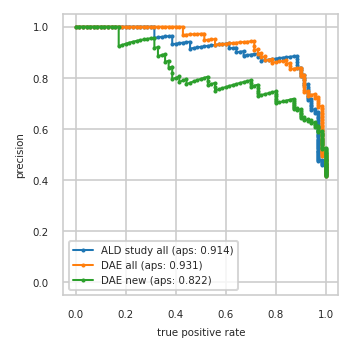 1.0
0.8
0.6
0.4
0.2
0.0
precision
ALD study all (aps: 0.914)
DAE all (aps: 0.931)
DAE new (aps: 0.822)
0.0 0.2 0.4 0.6 0.8 1.0
true positive rate